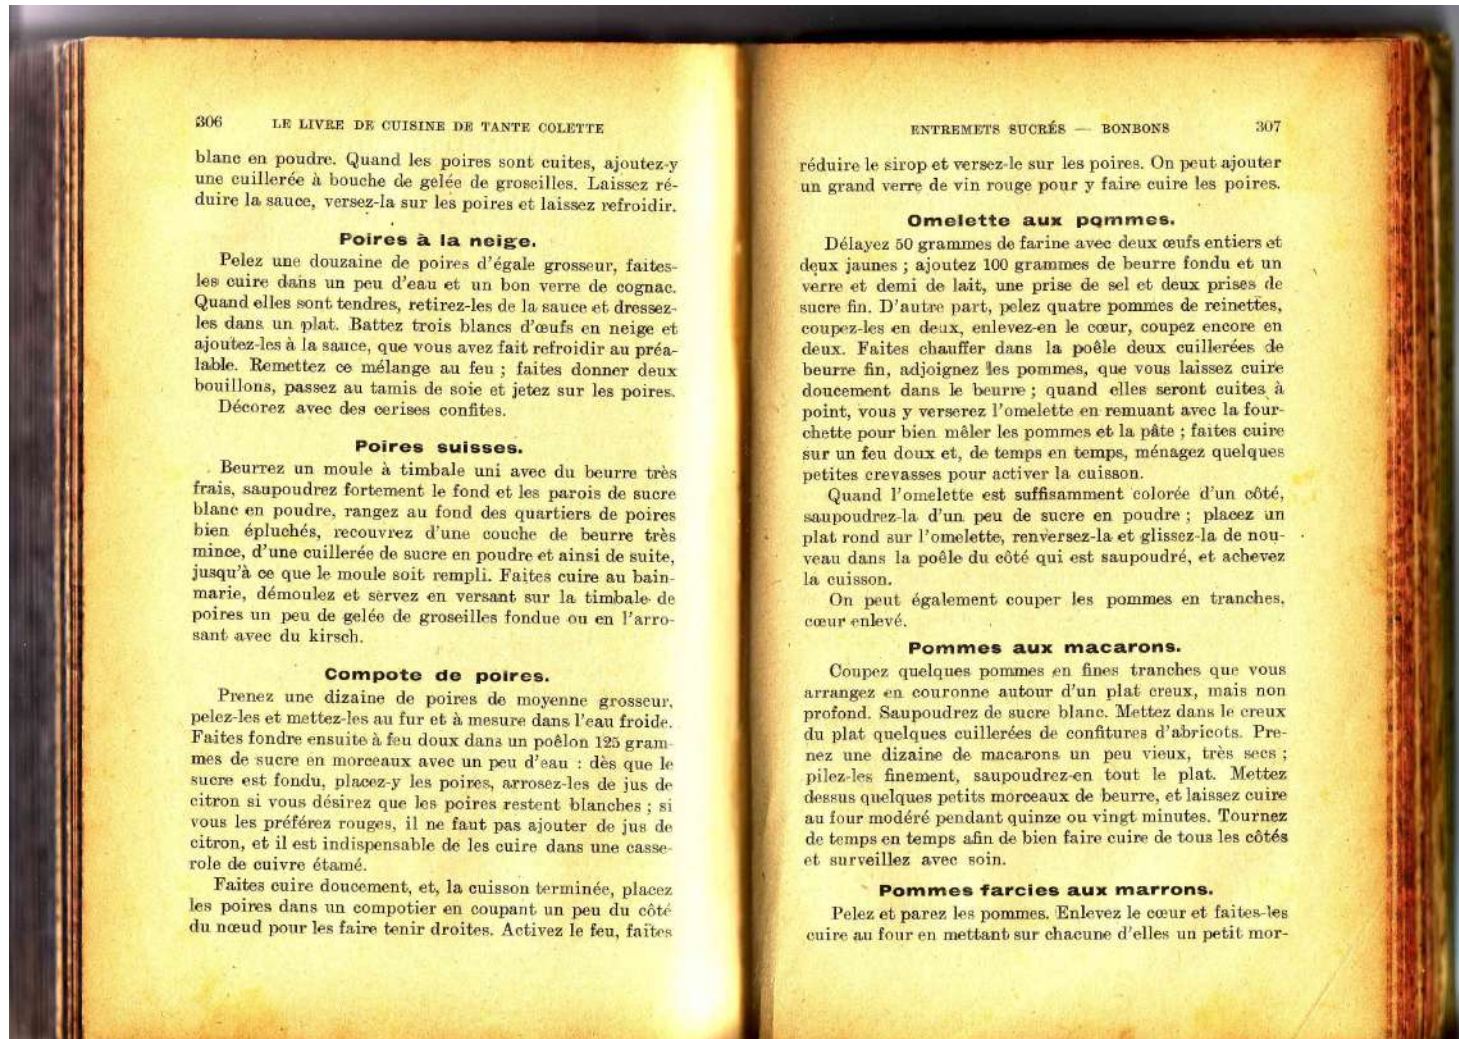 306 LE LIVRE DE CUISINE DE TANTE COLETTE
blanc en poudre. Quand les poires sont cuites, ajoutez-y
une cuillerée à bouche de gelée de groseilles. Laissez ré-
duire la sauce, versez-la sur les poires et laissez refroidir.
Poires à la neige.
Pelez une douzaine de poires d'égale grosseur, faites-
les cuire dans un peu d'eau et un bon verre de cognac.
Quand elles sont tendres, retirez-les de la sauce et dressez-
les dans un plat. Battez trois blancs d'œufs en neige et
ajoutez-les à la sauce, que vous avez fait refroidir au préa-
lable. Remettez ce mélange au feu ; faites donner deux
bouillons, passez au tamis de soie et jetez sur les poires.
Décorez avec des cerises confites.
Poires suisses.
Beurrez un moule à timbale uni avec du beurre très
frais, saupoudrez fortement le fond et les parois de sucre
blanc en poudre, rangez au fond des quartiers de poires
bien épluchés, recouvrez d'une couche de beurre très
mince, d'une cuillerée de sucre en poudre et ainsi de suite,
jusqu'à ce que le moule soit rempli. Faites cuire au bain-
marie, démoulez et servez en versant sur la timbale de
poires un peu de gelée de groseilles fondue ou en l'arro-
sant avec du kirsch.
Compote de poires.
Prenez une dizaine de poires de moyenne grosseur,
pelez-les et mettez-les au fur et à mesure dans l'eau froide.
Faites fondre ensuite à feu doux dans un poêlon 125 gram-
mes de sucre en morceaux avec un peu d'eau : dès que le
sucre est fondu, placez-y les poires, arrosez-les de jus de
citron si vous désirez que les poires restent blanches ; si
vous les préférez rouges, il ne faut pas ajouter de jus de
citron, et il est indispensable de les cuire dans une casse-
role de cuivre étamé.
Faites cuire doucement, et, la cuisson terminée, placez
les poires dans un compotier en coupant un peu du côté
du nœud pour les faire tenir droites. Activez le feu, faites
ENTREMETS SUCRÉS — BONBONS 307
réduire le sirop et versez-le sur les poires. On peut ajouter
un grand verre de vin rouge pour y faire cuire les poires.
Omelette aux pommes.
Délayez 50 grammes de farine avec deux œufs entiers et
deux jaunes ; ajoutez 100 grammes de beurre fondu et un
verre et demi de lait, une prise de sel et deux prises de
sucre fin. D'autre part, pelez quatre pommes de reinettes,
coupez-les en deux, enlevez-en le cœur, coupez encore en
deux. Faites chauffer dans la poêle deux cuillerées de
beurre fin, adjoignez les pommes, que vous laissez cuire
doucement dans le beurre ; quand elles seront cuites à
point, vous y verserez l'omelette en remuant avec la four-
chette pour bien mêler les pommes et la pâte ; faites cuire
sur un feu doux et, de temps en temps, ménagez quelques
petites crevasses pour activer la cuisson.
Quand l'omelette est suffisamment colorée d'un côté,
saupoudrez-la d'un peu de sucre en poudre ; placez un
plat rond sur l'omelette, renversez-la et glissez-la de nou-
veau dans la poêle du côté qui est saupoudré, et achevez
la cuisson.
On peut également couper les pommes en tranches,
cœur enlevé.
Pommes aux macarons.
Coupez quelques pommes en fines tranches que vous
arrangez en couronne autour d'un plat creux, mais non
profond. Saupoudrez de sucre blanc. Mettez dans le creux
du plat quelques cuillerées de confitures d'abricots. Pre-
nez une dizaine de macarons un peu vieux, très secs ;
pilez-les finement, saupoudrez-en tout le plat. Mettez
dessus quelques petits morceaux de beurre, et laissez cuire
au four modéré pendant quinze ou vingt minutes. Tournez
de temps en temps afin de bien faire cuire de tous les côtés
et surveillez avec soin.
Pommes farcies aux marrons.
Pelez et parez les pommes. Enlevez le cœur et faites-les
cuire au four en mettant sur chacune d'elles un petit mor-